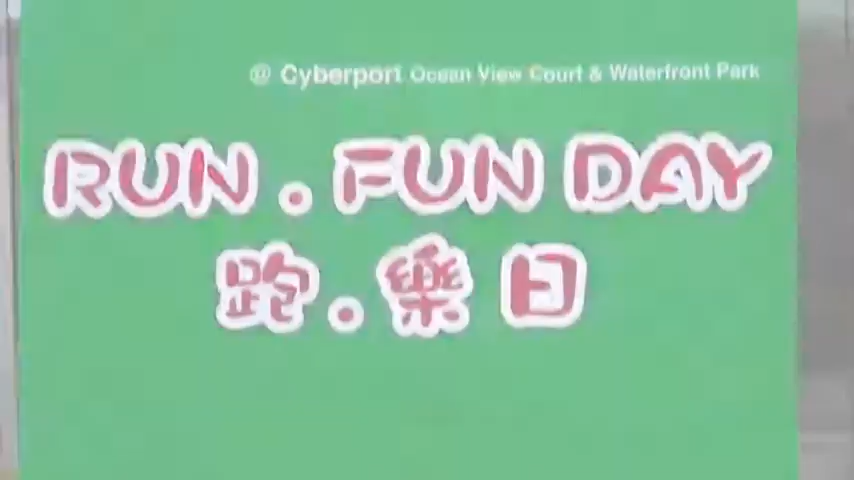 @ Cyberport Ocean View Court & Waterfront Park
RUN . FUN DAY
跑 . 樂 日